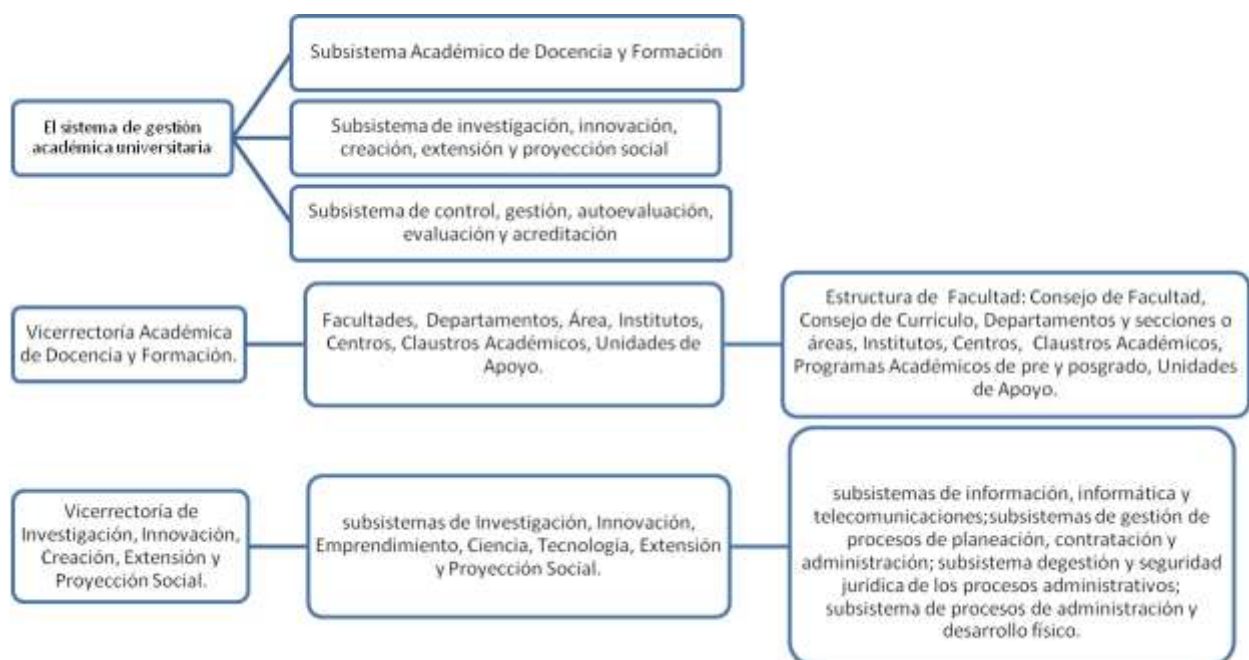 Subsistema Académico de Docencia y Formación
El sistema de gestión
académica universitaria
Subsistema de investigación, innovación,
creación, extensión y proyección social
Subsistema de control, gestión, autoevaluación,
evaluación y acreditación
Vicerrectoría Académica
de Docencia y Formación.
Facultades, Departamentos, Área, Institutos,
Centros, Claustros Académicos, Unidades de
Apoyo.
Estructura de Facultad: Consejo de Facultad,
Consejo de Currículo, Departamentos y secciones o
áreas, Institutos, Centros, Claustros Académicos,
Programas Académicos de pre y posgrado, Unidades
de Apoyo.
Vicerrectoría de
Investigación, Innovación,
Creación, Extensión y
Proyección Social.
subsistemas de Investigación, Innovación,
Emprendimiento, Ciencia, Tecnología, Extensión
y Proyección Social.
subsistemas de información, informática y
telecomunicaciones;subsistemas de gestión de
procesos de planeación, contratación y
administración; subsistema degestión y seguridad
jurídica de los procesos administrativos;
subsistema de procesos de administración y
desarrollo físico.